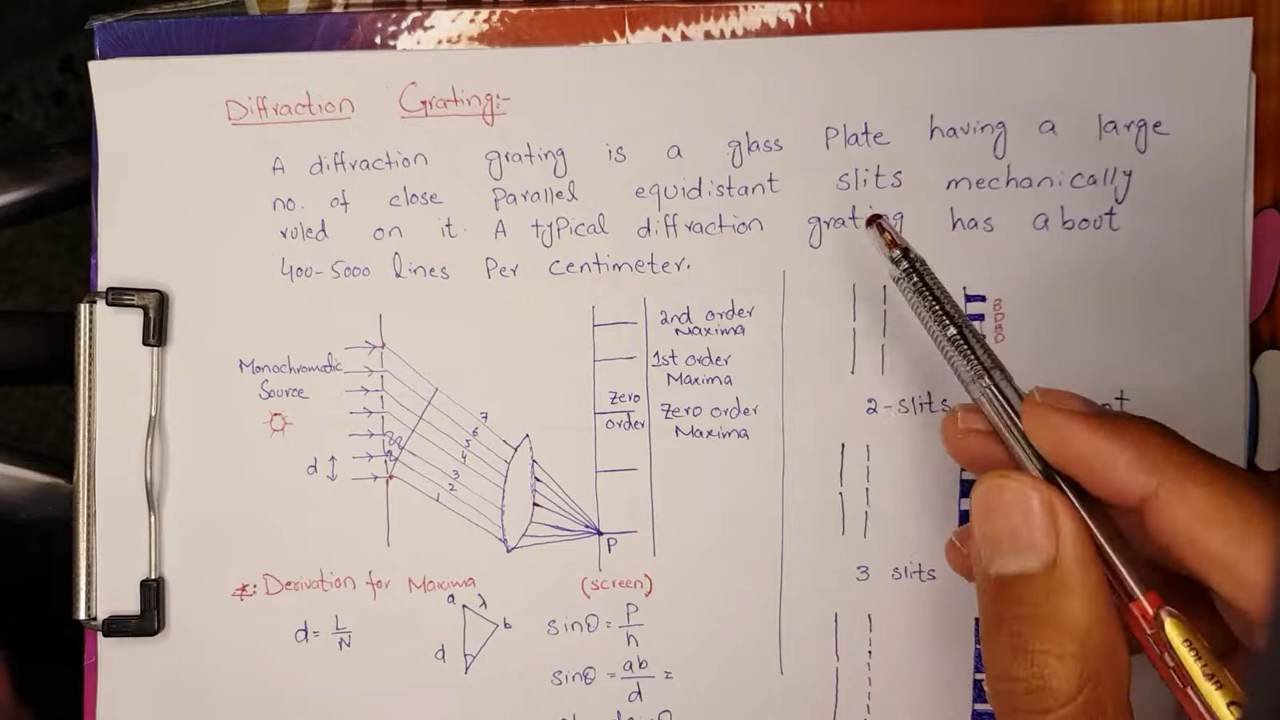 Diffraction Grating:-
A diffraction grating is a glass Plate having a large
no. of close Parallel equidistant slits mechanically
ruled on it. A typical diffraction grating has about
400-5000 lines Per centimeter.
Monochromatic
Source
d
7
6
5
4
3
2
1
2nd order
Maxima
1st order
Maxima
Zero
order
Zero order
Maxima
P
(screen)
B
D
B
D
2-slits
3 slits
*: Derivation for Maxima
d = L/N
a λ b d
sinθ = P/h
sinθ = ab/d =
DOLLAR